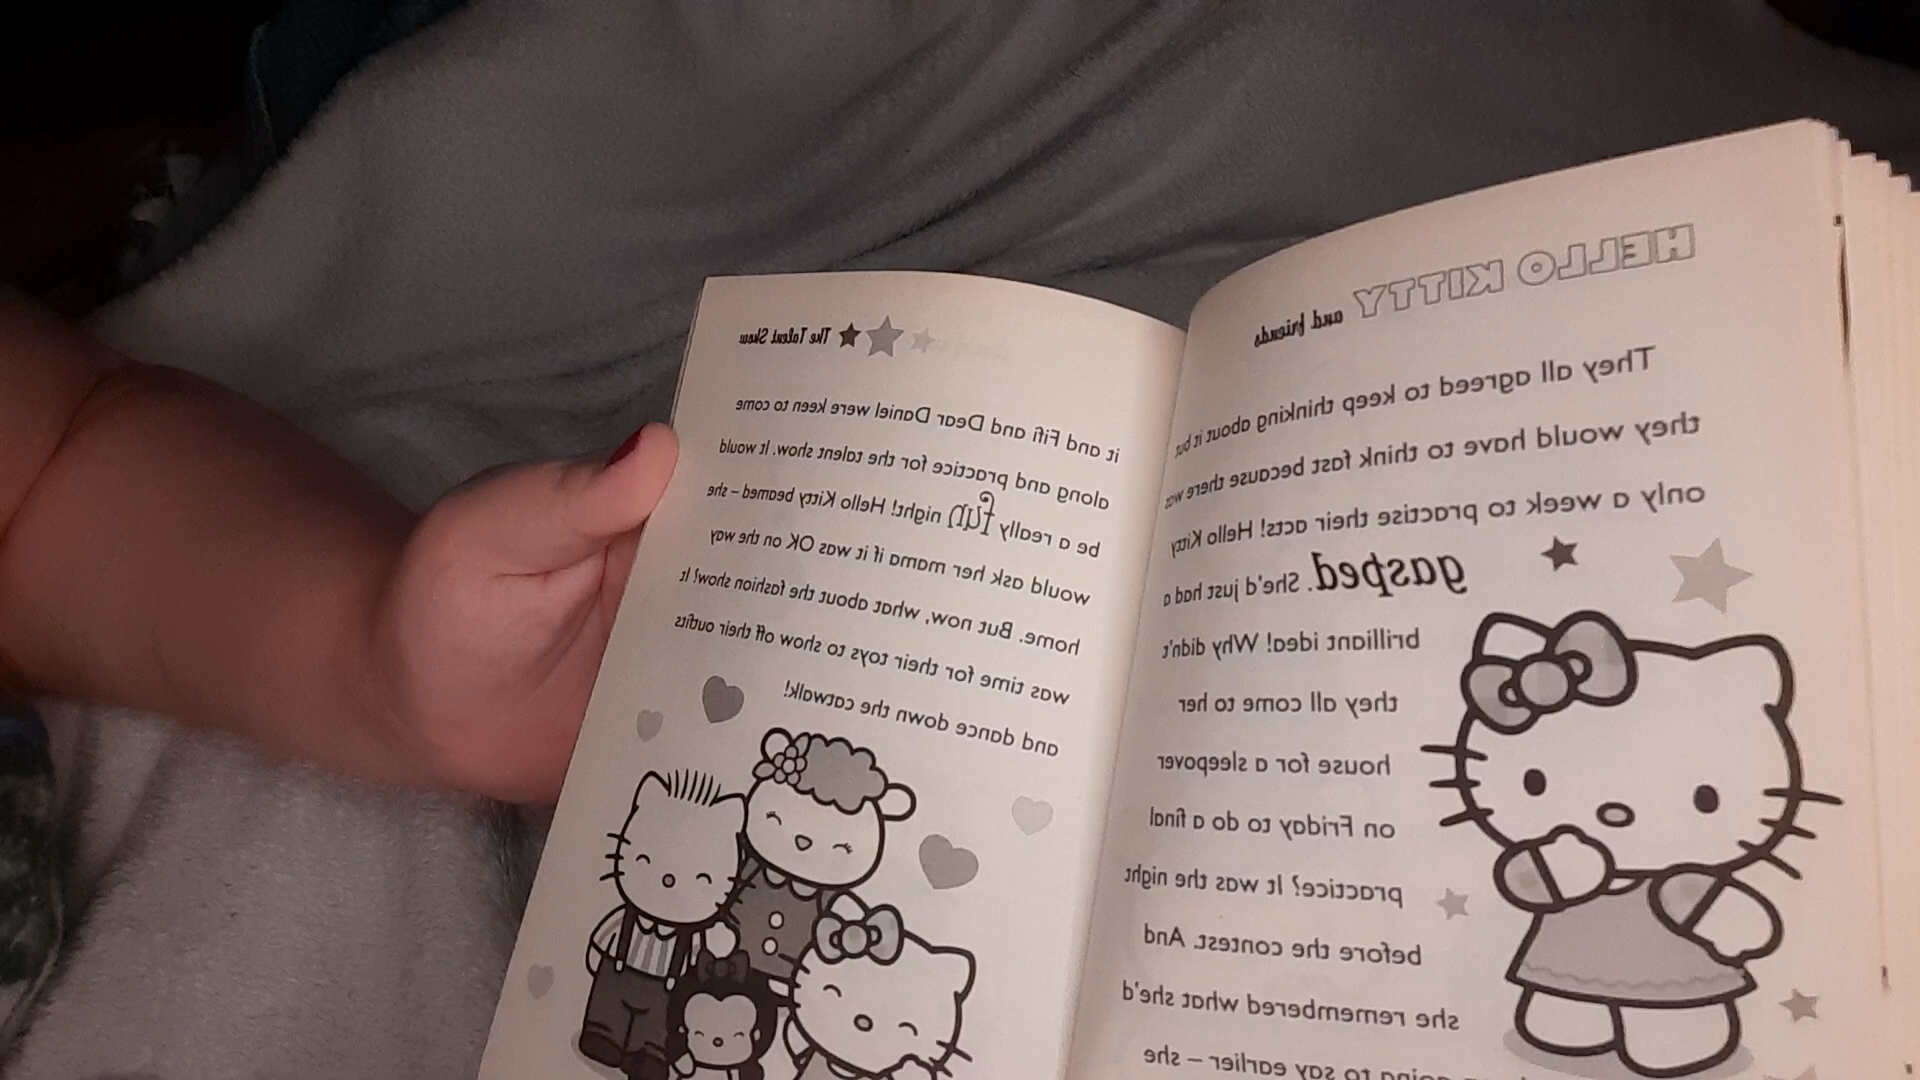 HELLO KITTY and friends
They all agreed to keep thinking about it but
they would have to think fast because there was
only a week to practise their acts! Hello Kitty
gasped. She'd just had a
brilliant idea! Why didn't
they all come to her
house for a sleepover
on Friday to do a final
practice? It was the night
before the contest. And
she remembered what she'd
going to say earlier – she
The Talent Show
it and Fifi and Dear Daniel were keen to come
along and practice for the talent show. It would
be a really fun night! Hello Kitty beamed – she
would ask her mama if it was OK on the way
home. But now, what about the fashion show? It
was time for their toys to show off their outfits
and dance down the catwalk!